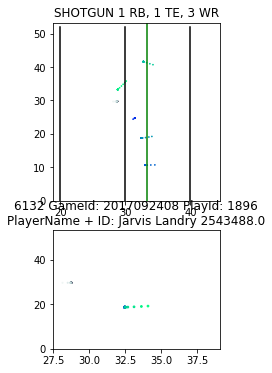 SHOTGUN 1 RB, 1 TE, 3 WR
50
40
30
20
10
0
20 30 40
6132 GameId: 2017092408 PlayId: 1896
PlayerName + ID: Jarvis Landry 2543488.0
40
20
0
27.5 30.0 32.5 35.0 37.5